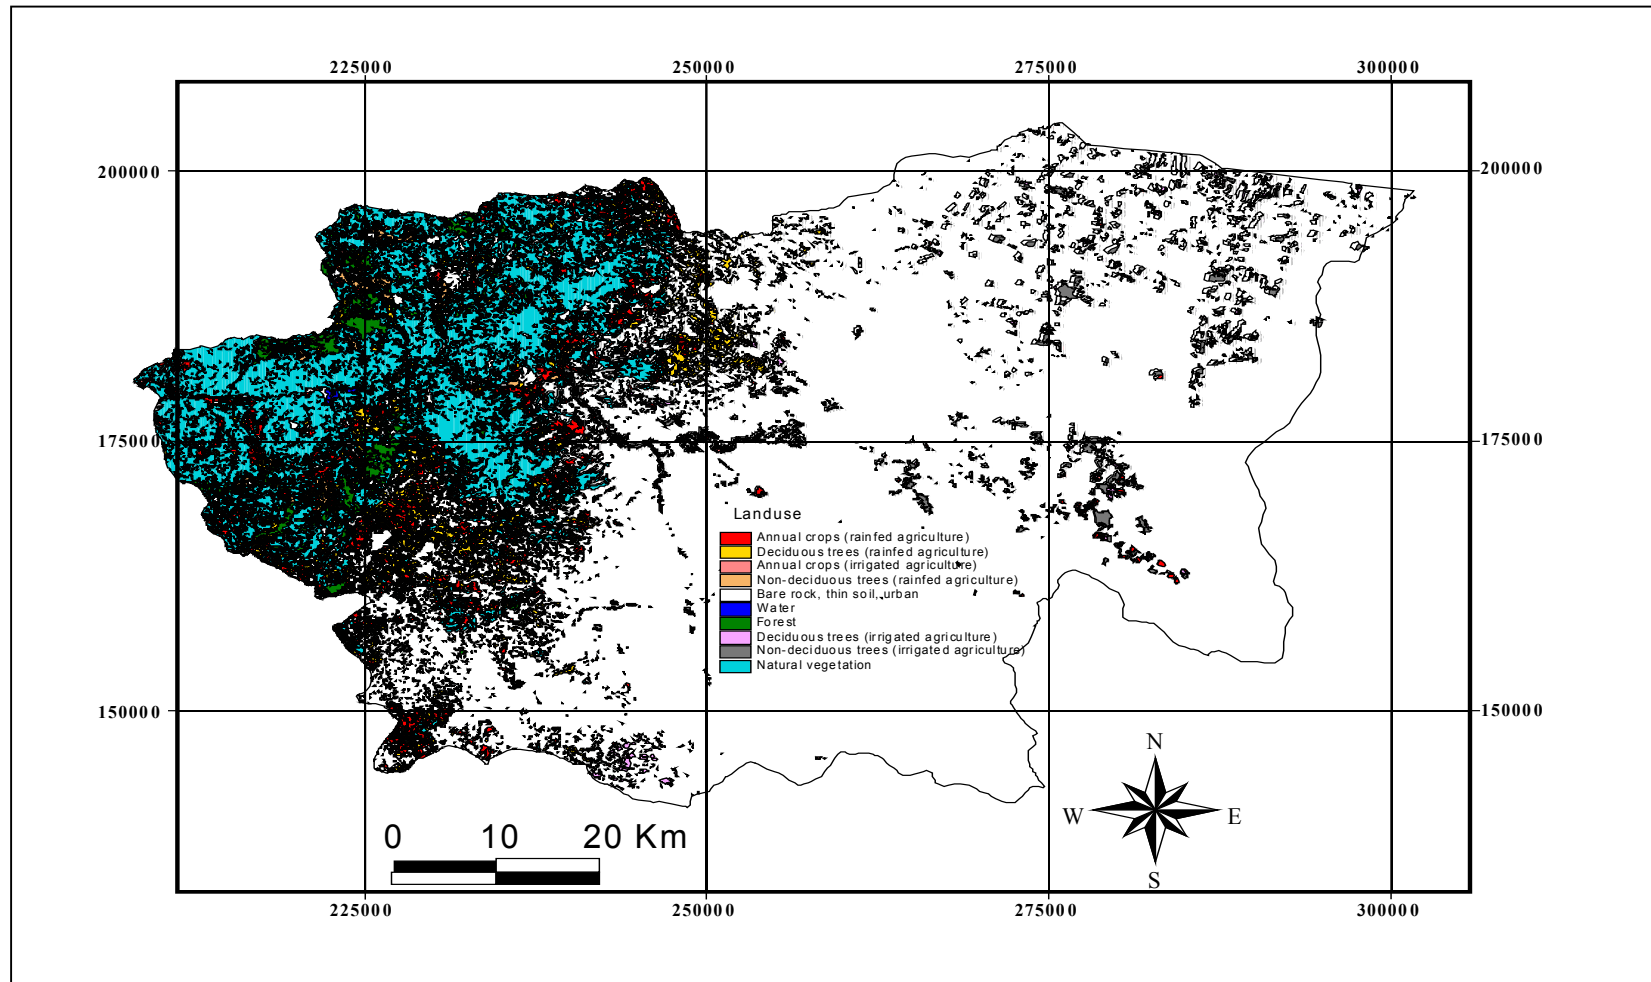 225000 250000 275000 300000
200000 200000
175000 175000
Landuse
Annual crops (rainfed agriculture)
Deciduous trees (rainfed agriculture)
Annual crops (irrigated agriculture)
Non-deciduous trees (rainfed agriculture)
Bare rock, thin soil, urban
Water
Forest
Deciduous trees (irrigated agriculture)
Non-deciduous trees (irrigated agriculture)
Natural vegetation
150000 150000
N
W E
S
0 10 20 Km
225000 250000 275000 300000